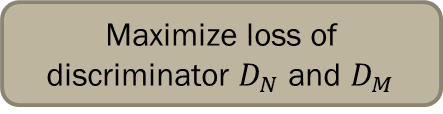 Maximize loss of
discriminator $D_N$ and $D_M$